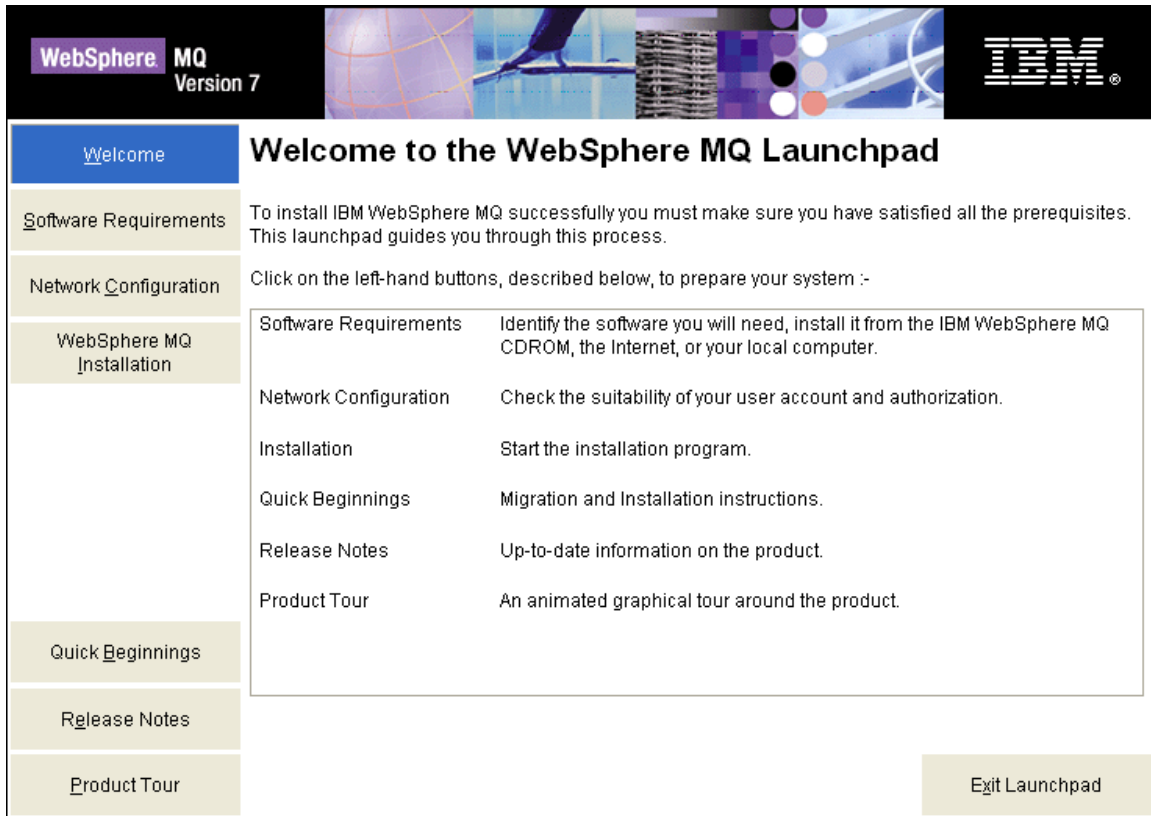 WebSphere MQ
Version 7
IBM®
Welcome
Software Requirements
Network Configuration
WebSphere MQ
Installation
Quick Beginnings
Release Notes
Product Tour
Welcome to the WebSphere MQ Launchpad
To install IBM WebSphere MQ successfully you must make sure you have satisfied all the prerequisites.
This launchpad guides you through this process.
Click on the left-hand buttons, described below, to prepare your system :-
Software Requirements Identify the software you will need, install it from the IBM WebSphere MQ
CDROM, the Internet, or your local computer.
Network Configuration Check the suitability of your user account and authorization.
Installation Start the installation program.
Quick Beginnings Migration and Installation instructions.
Release Notes Up-to-date information on the product.
Product Tour An animated graphical tour around the product.
Exit Launchpad